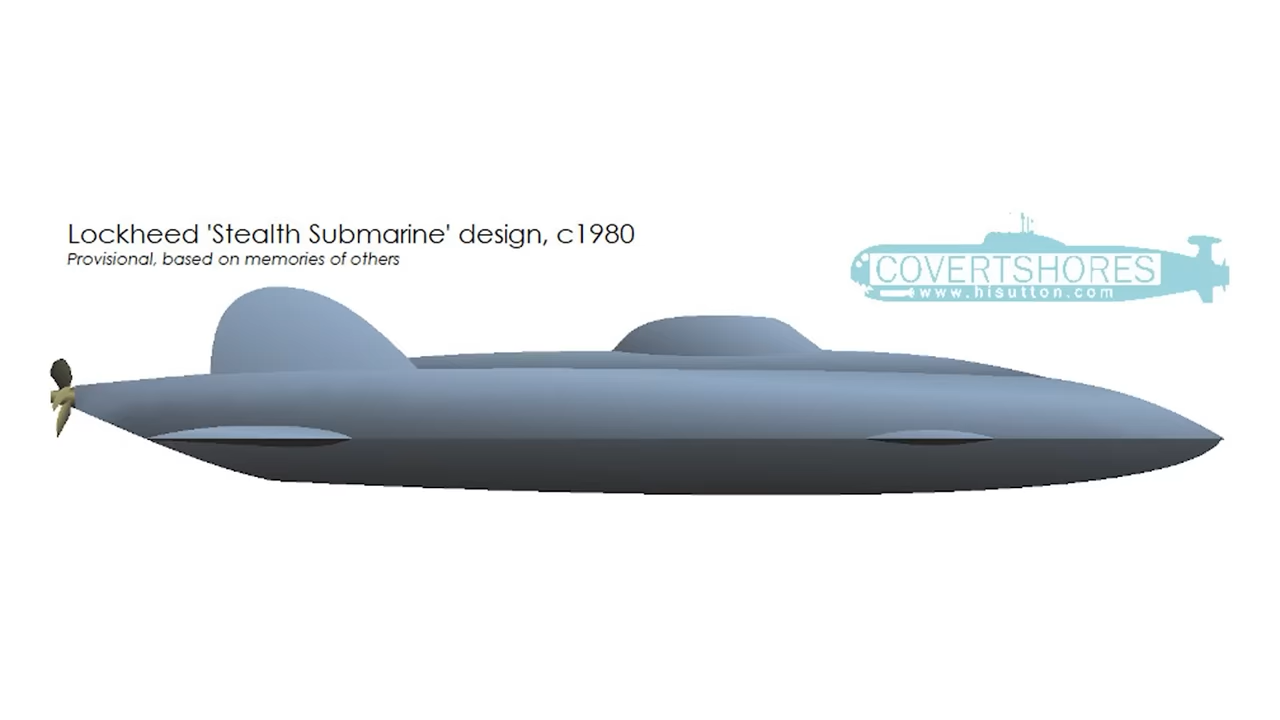 Lockheed 'Stealth Submarine' design, c1980
Provisional, based on memories of others
COVERTSHORES
www.hisutton.com